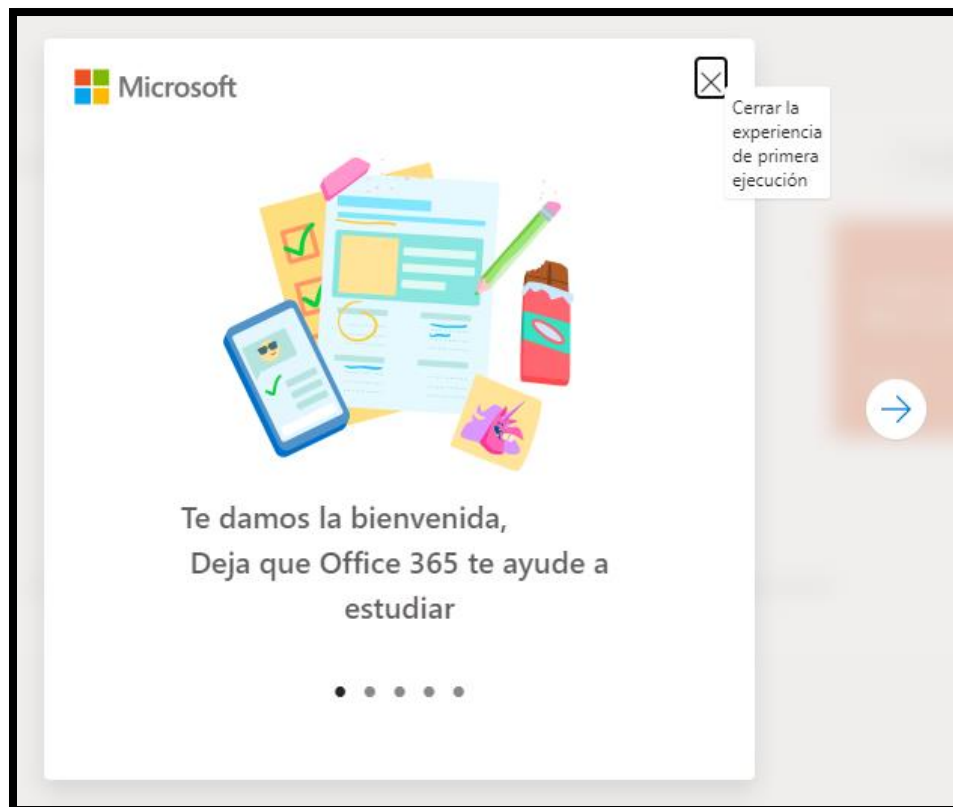 Microsoft
Cerrar la
experiencia
de primera
ejecución
Te damos la bienvenida,
Deja que Office 365 te ayude a
estudiar